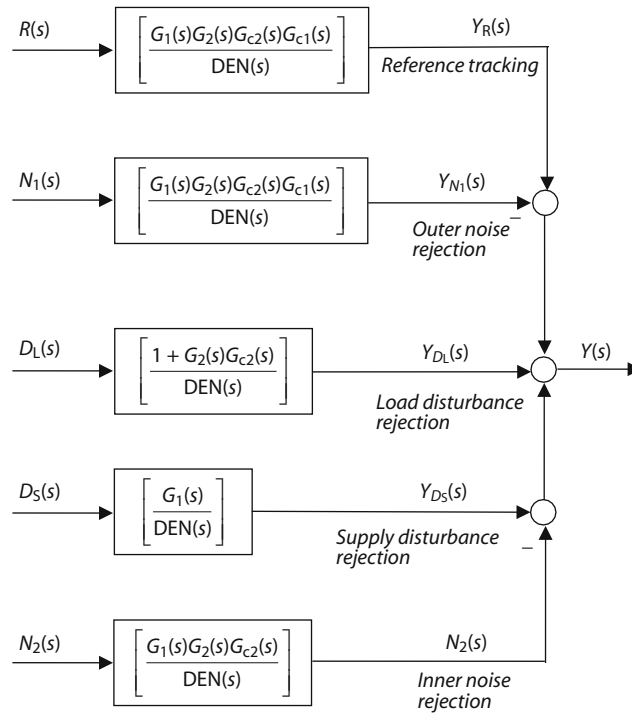 R(s)
G1(s)G2(s)Gc2(s)Gc1(s)
DEN(s)
YR(s)
Reference tracking
N1(s)
G1(s)G2(s)Gc2(s)Gc1(s)
DEN(s)
YN1(s)
−
Outer noise
rejection
DL(s)
1 + G2(s)Gc2(s)
DEN(s)
YDL(s)
Y(s)
Load disturbance
rejection
DS(s)
G1(s)
DEN(s)
YDS(s)
Supply disturbance
rejection
−
N2(s)
G1(s)G2(s)Gc2(s)
DEN(s)
N2(s)
Inner noise
rejection